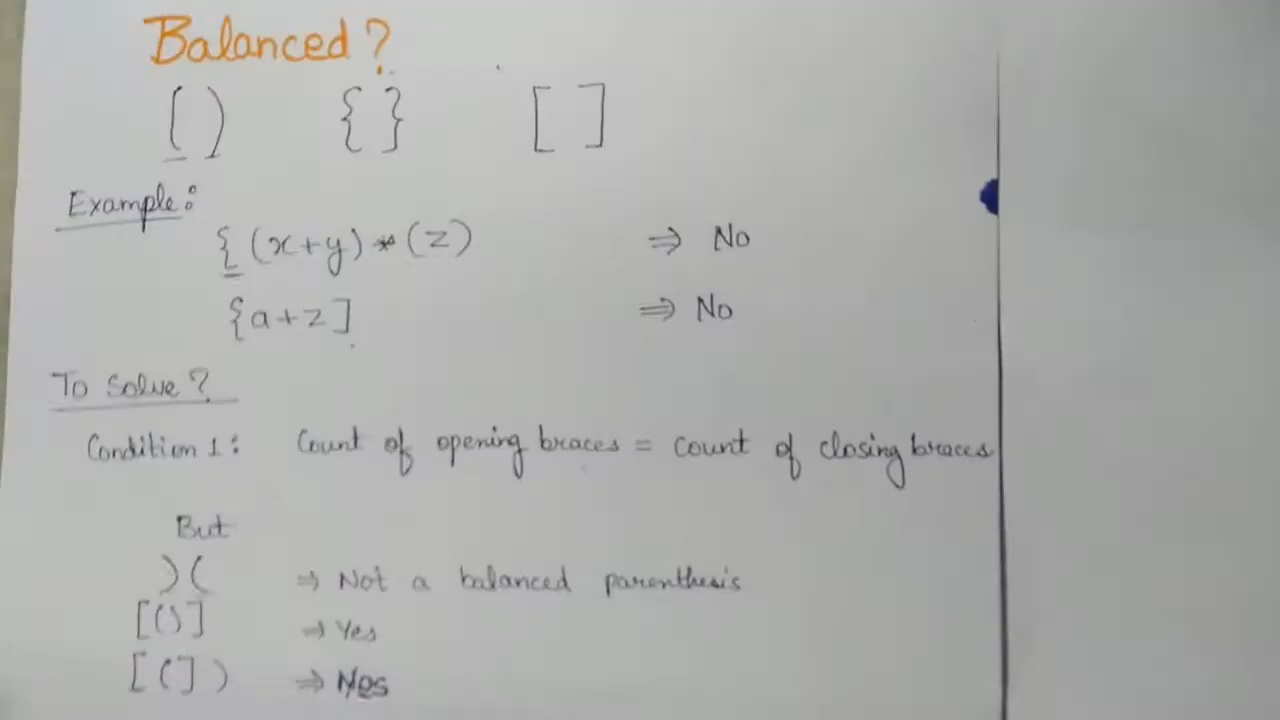 Balanced?
() {} []
Example:
{(x+y)*(z) ⇒ No
{a+z] ⇒ No
To Solve?
Condition 1: Count of opening braces = count of closing braces
But
)( ⇒ Not a balanced parenthesis
[()] ⇒ Yes
[(]) ⇒